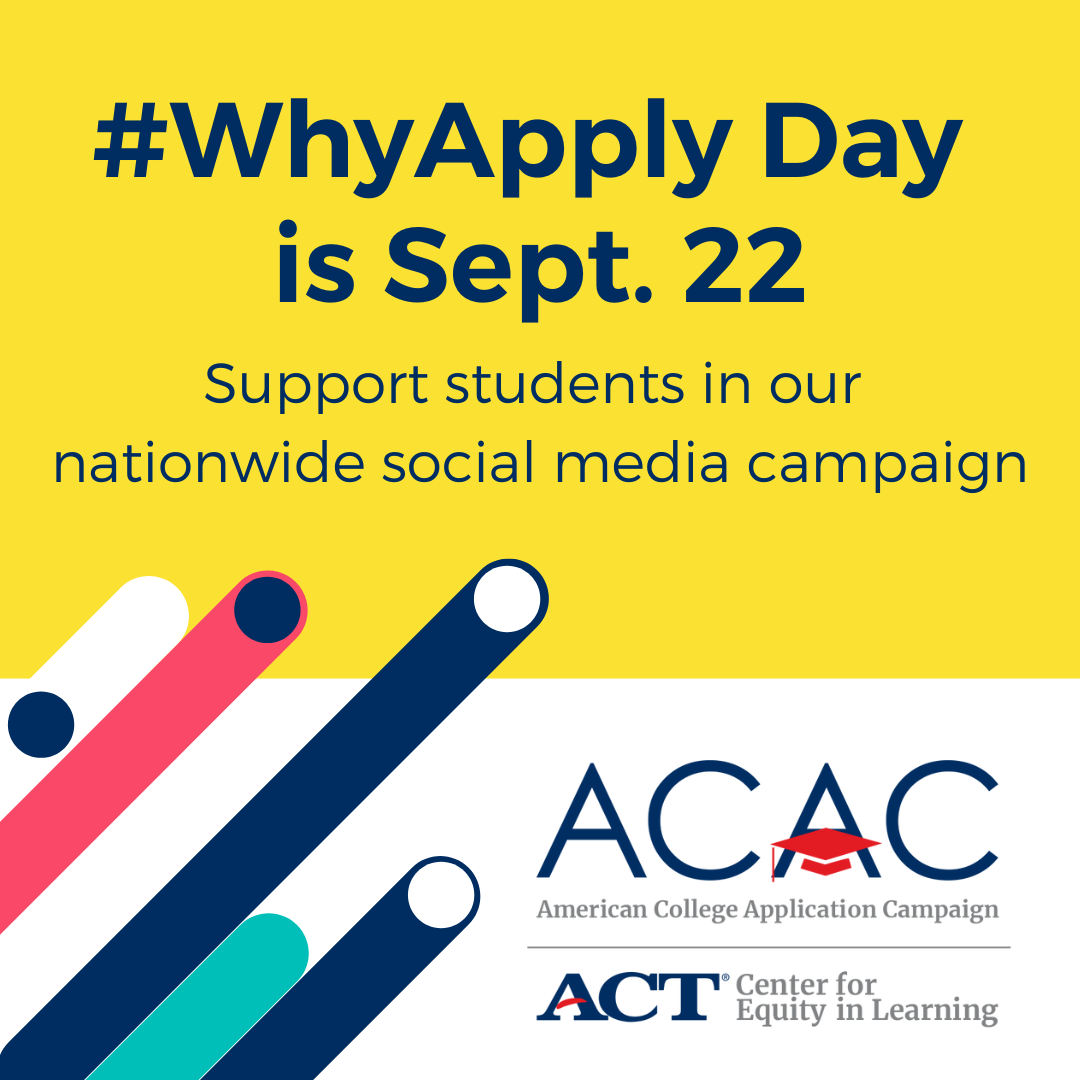 #WhyApply Day
is Sept. 22
Support students in our
nationwide social media campaign
ACAC
American College Application Campaign
ACT® Center for
Equity in Learning